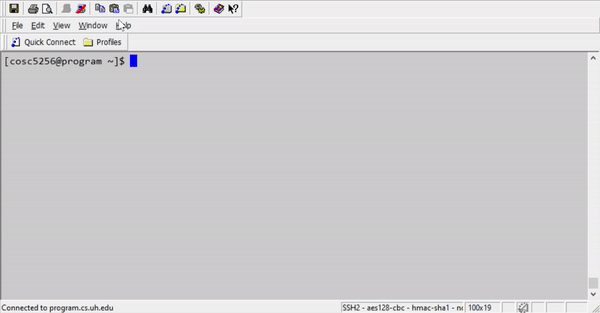 File Edit View Window Help
Quick Connect Profiles
[cosc5256@program ~]$
Connected to program.cs.uh.edu SSH2 - aes128-cbc - hmac-sha1 - 100x19